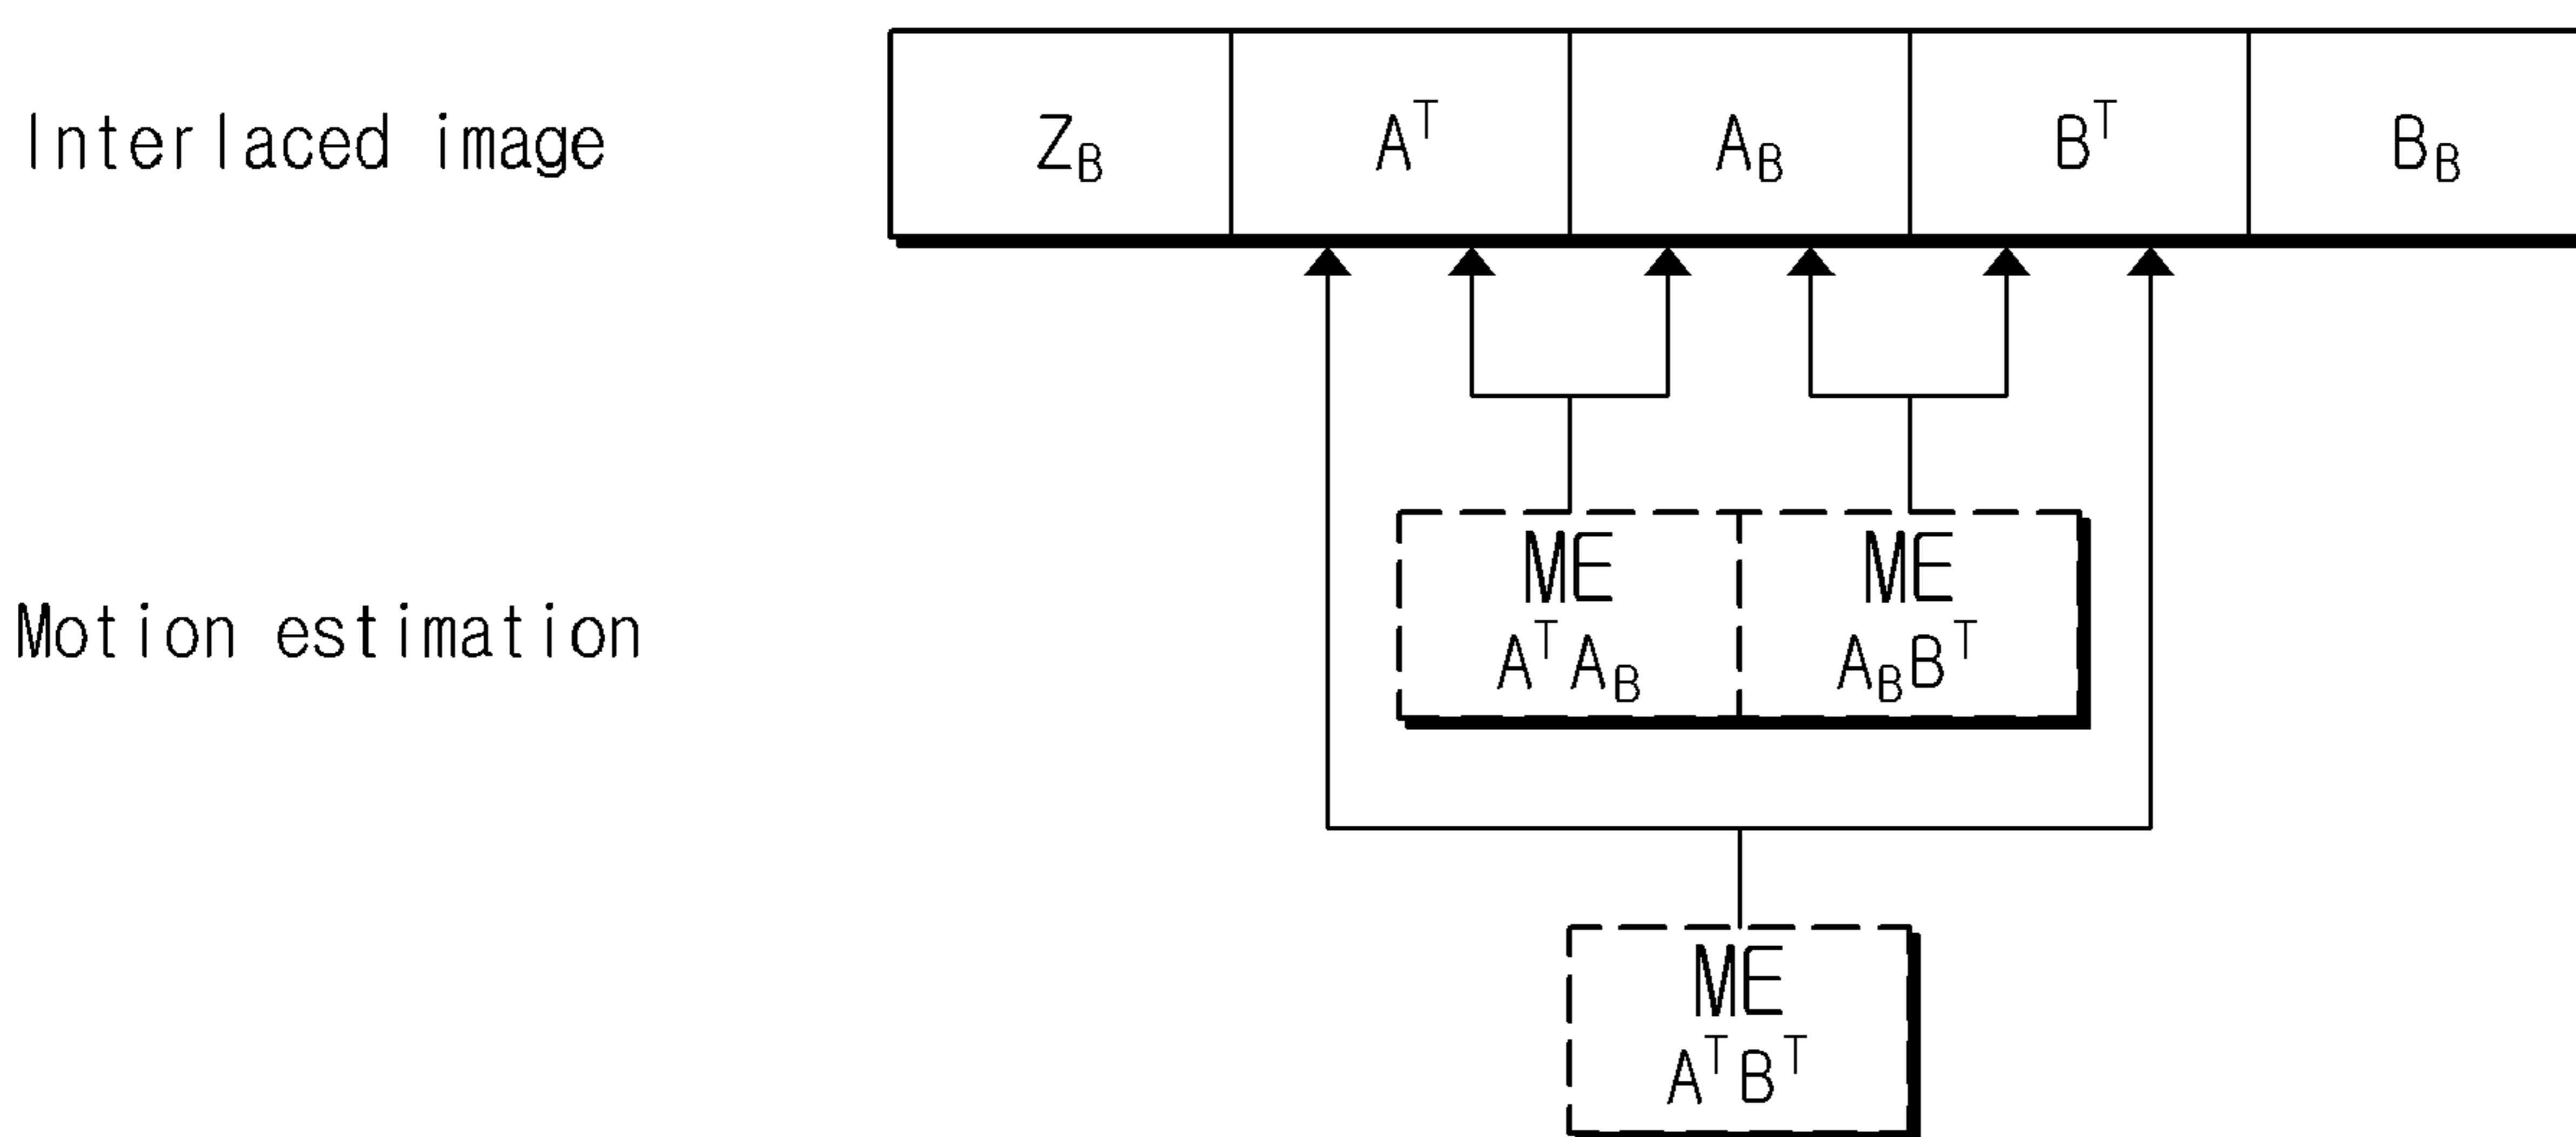 Interlaced image Z_B A^T A_B B^T B_B
ME ME
Motion estimation
A^T A_B A_B B^T
ME
A^T B^T